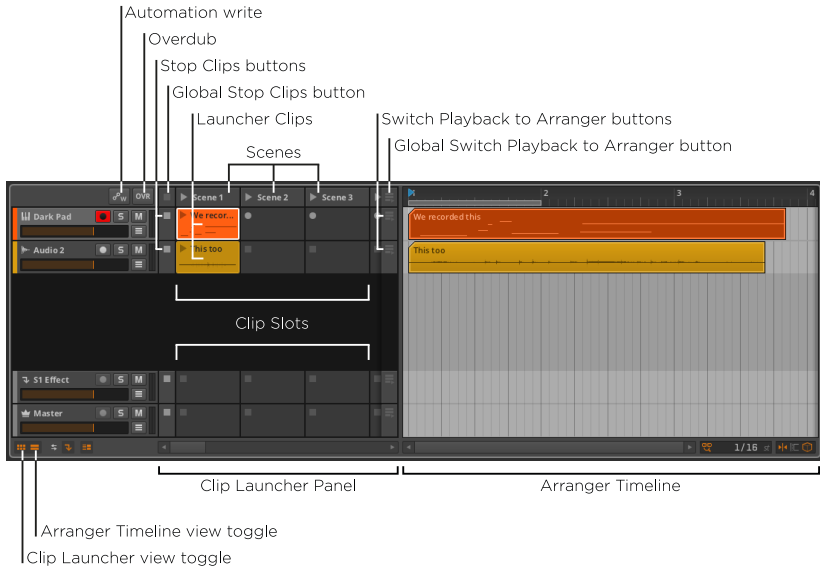 Automation write
Overdub
Stop Clips buttons
Global Stop Clips button
Launcher Clips
Switch Playback to Arranger buttons
Scenes
Global Switch Playback to Arranger button
W OVR Scene 1 Scene 2 Scene 3 2 3 4
Dark Pad S M We recor... We recorded this
Audio 2 S M This too This too
Clip Slots
S1 Effect S M
Master S M
1/16
Clip Launcher Panel Arranger Timeline
Arranger Timeline view toggle
Clip Launcher view toggle